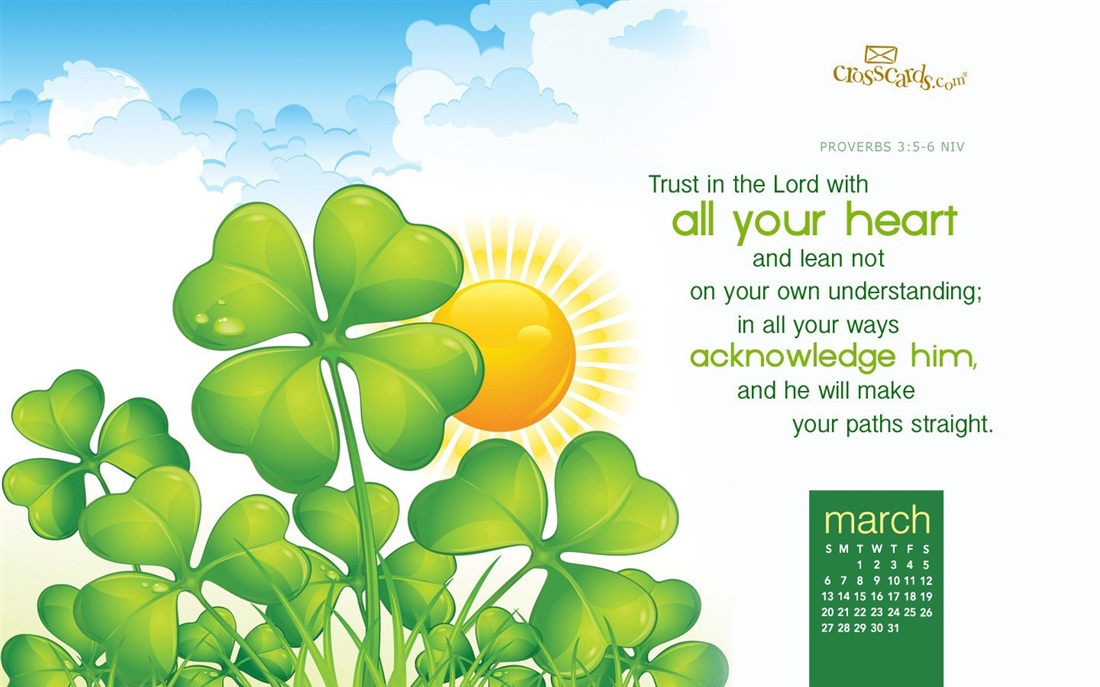 crosscards.com®
PROVERBS 3:5-6 NIV
Trust in the Lord with
all your heart
and lean not
on your own understanding;
in all your ways
acknowledge him,
and he will make
your paths straight.
march
S M T W T F S
1 2 3 4 5
6 7 8 9 10 11 12
13 14 15 16 17 18 19
20 21 22 23 24 25 26
27 28 29 30 31